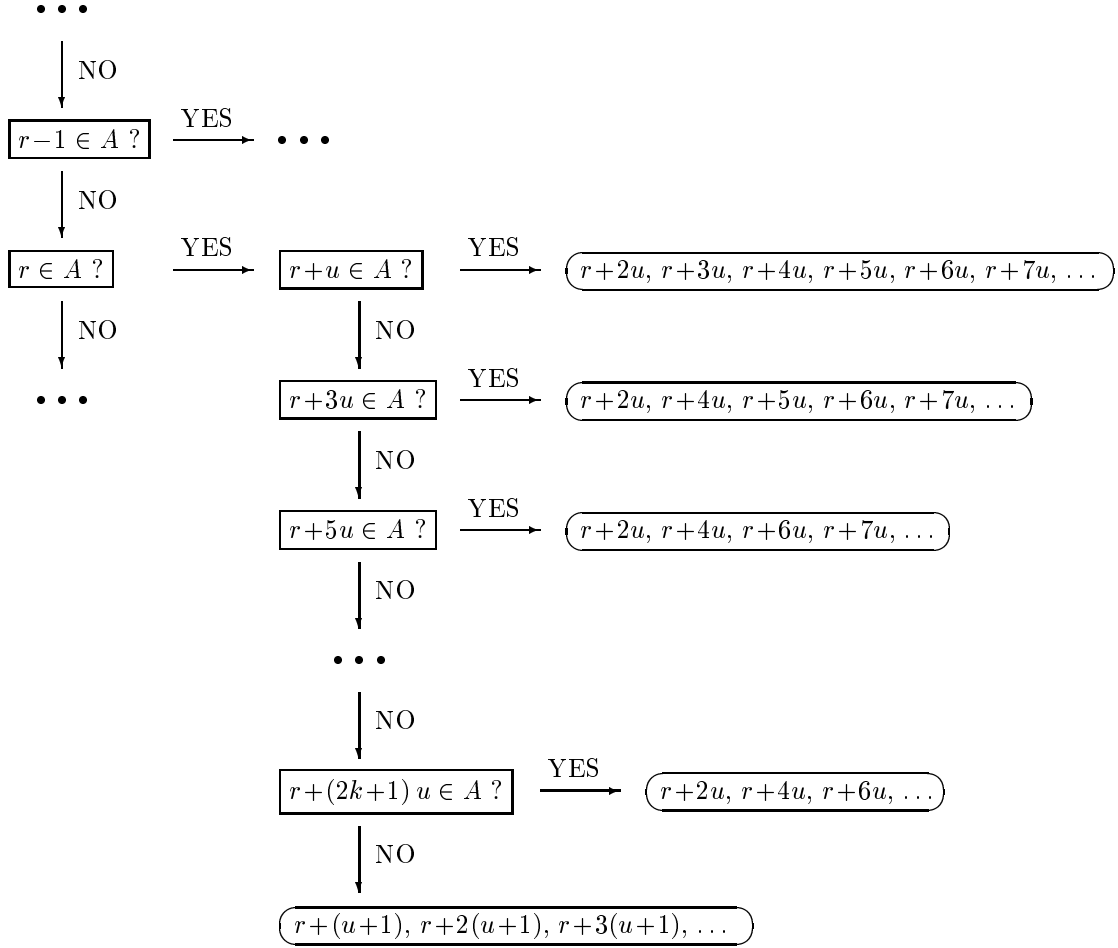 • • •
NO
r−1 ∈ A ? YES • • •
NO
r ∈ A ? YES r+u ∈ A ? YES r+2u, r+3u, r+4u, r+5u, r+6u, r+7u, . . .
NO NO
• • • r+3u ∈ A ? YES r+2u, r+4u, r+5u, r+6u, r+7u, . . .
NO
r+5u ∈ A ? YES r+2u, r+4u, r+6u, r+7u, . . .
NO
• • •
NO
r+(2k+1) u ∈ A ? YES r+2u, r+4u, r+6u, . . .
NO
r+(u+1), r+2(u+1), r+3(u+1), . . .